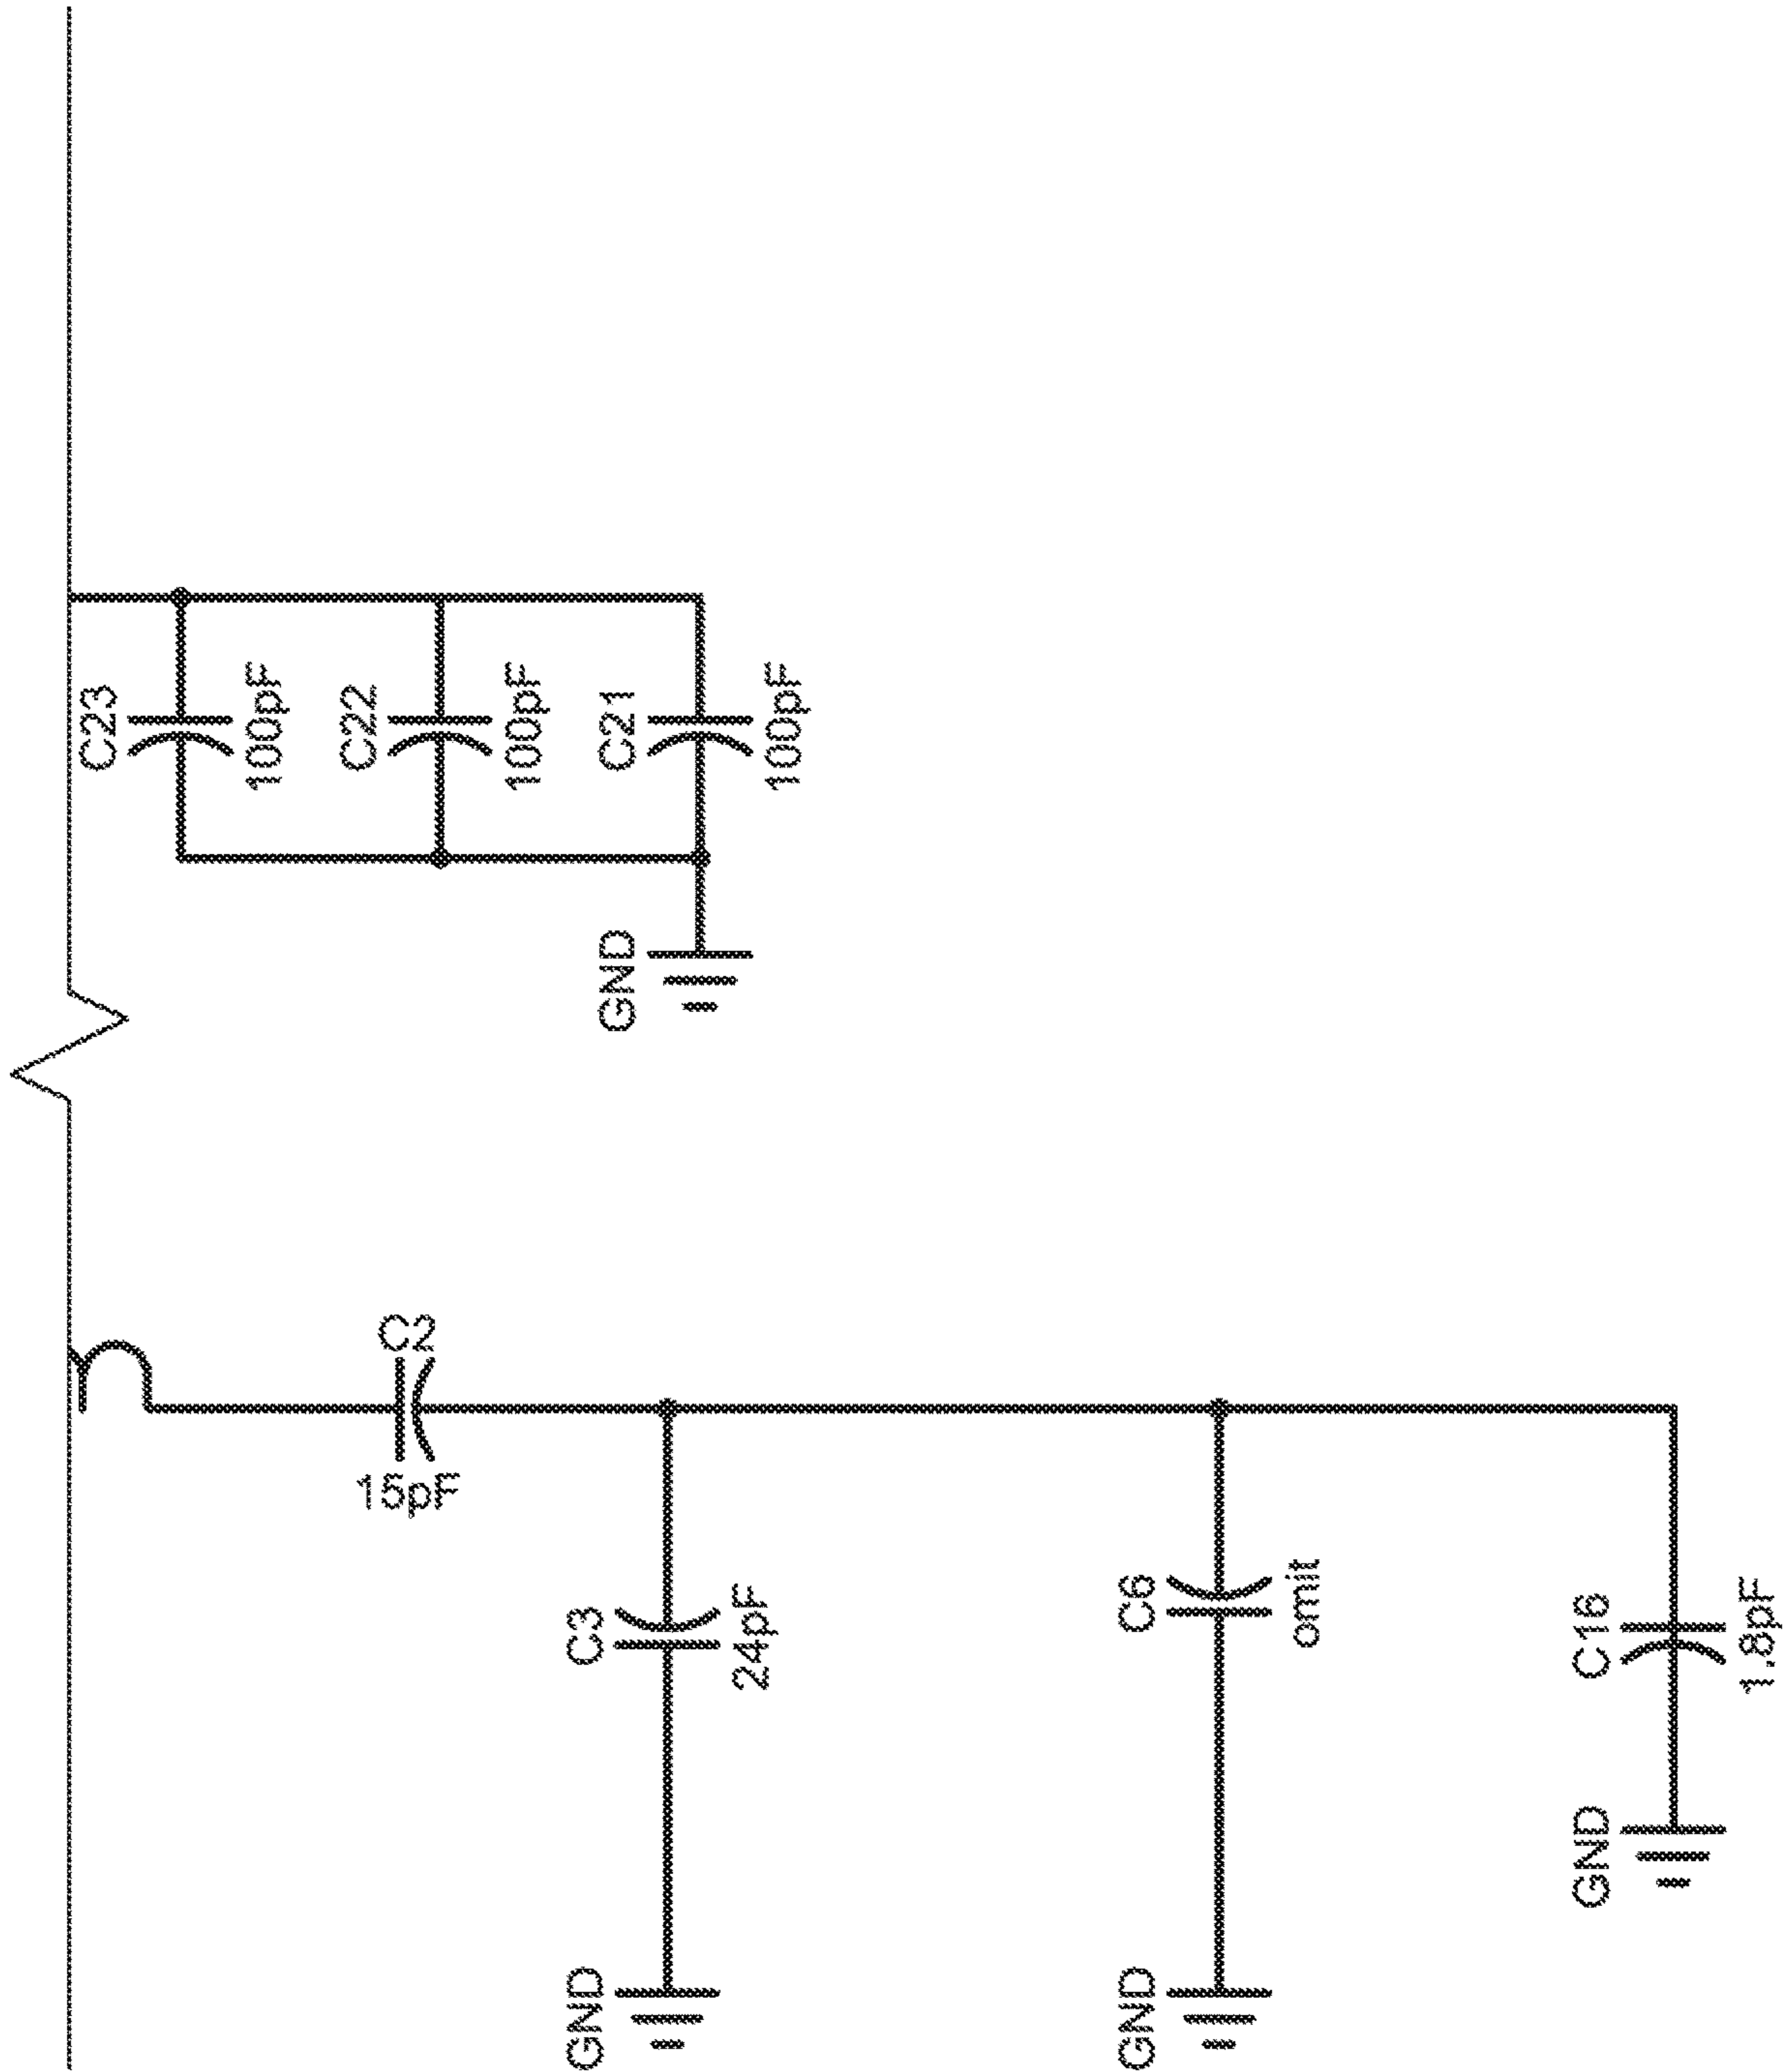 C23
100pF
C22
100pF
C21
100pF
GND
C2
15pF
C3
24pF
GND
C6
omit
GND
C16
1.8pF
GND